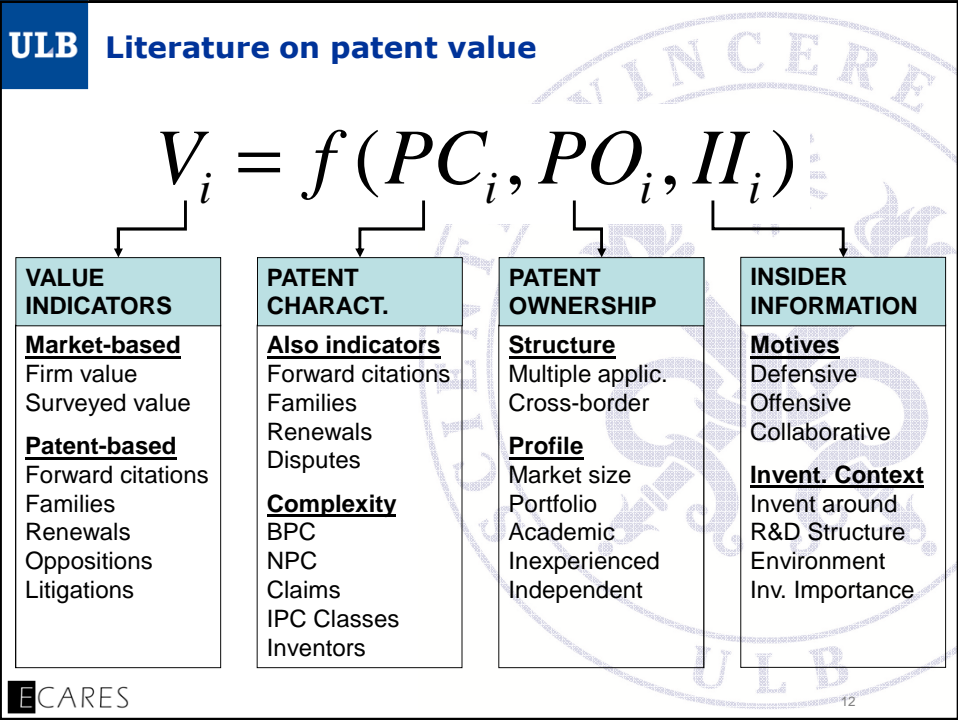 ULB Literature on patent value
VINCERE
V_i = f(PC_i, PO_i, II_i)
VALUE
INDICATORS
Market-based
Firm value
Surveyed value
Patent-based
Forward citations
Families
Renewals
Oppositions
Litigations
PATENT
CHARACT.
Also indicators
Forward citations
Families
Renewals
Disputes
Complexity
BPC
NPC
Claims
IPC Classes
Inventors
PATENT
OWNERSHIP
Structure
Multiple applic.
Cross-border
Profile
Market size
Portfolio
Academic
Inexperienced
Independent
INSIDER
INFORMATION
Motives
Defensive
Offensive
Collaborative
Invent. Context
Invent around
R&D Structure
Environment
Inv. Importance
ULB
ECARES
12